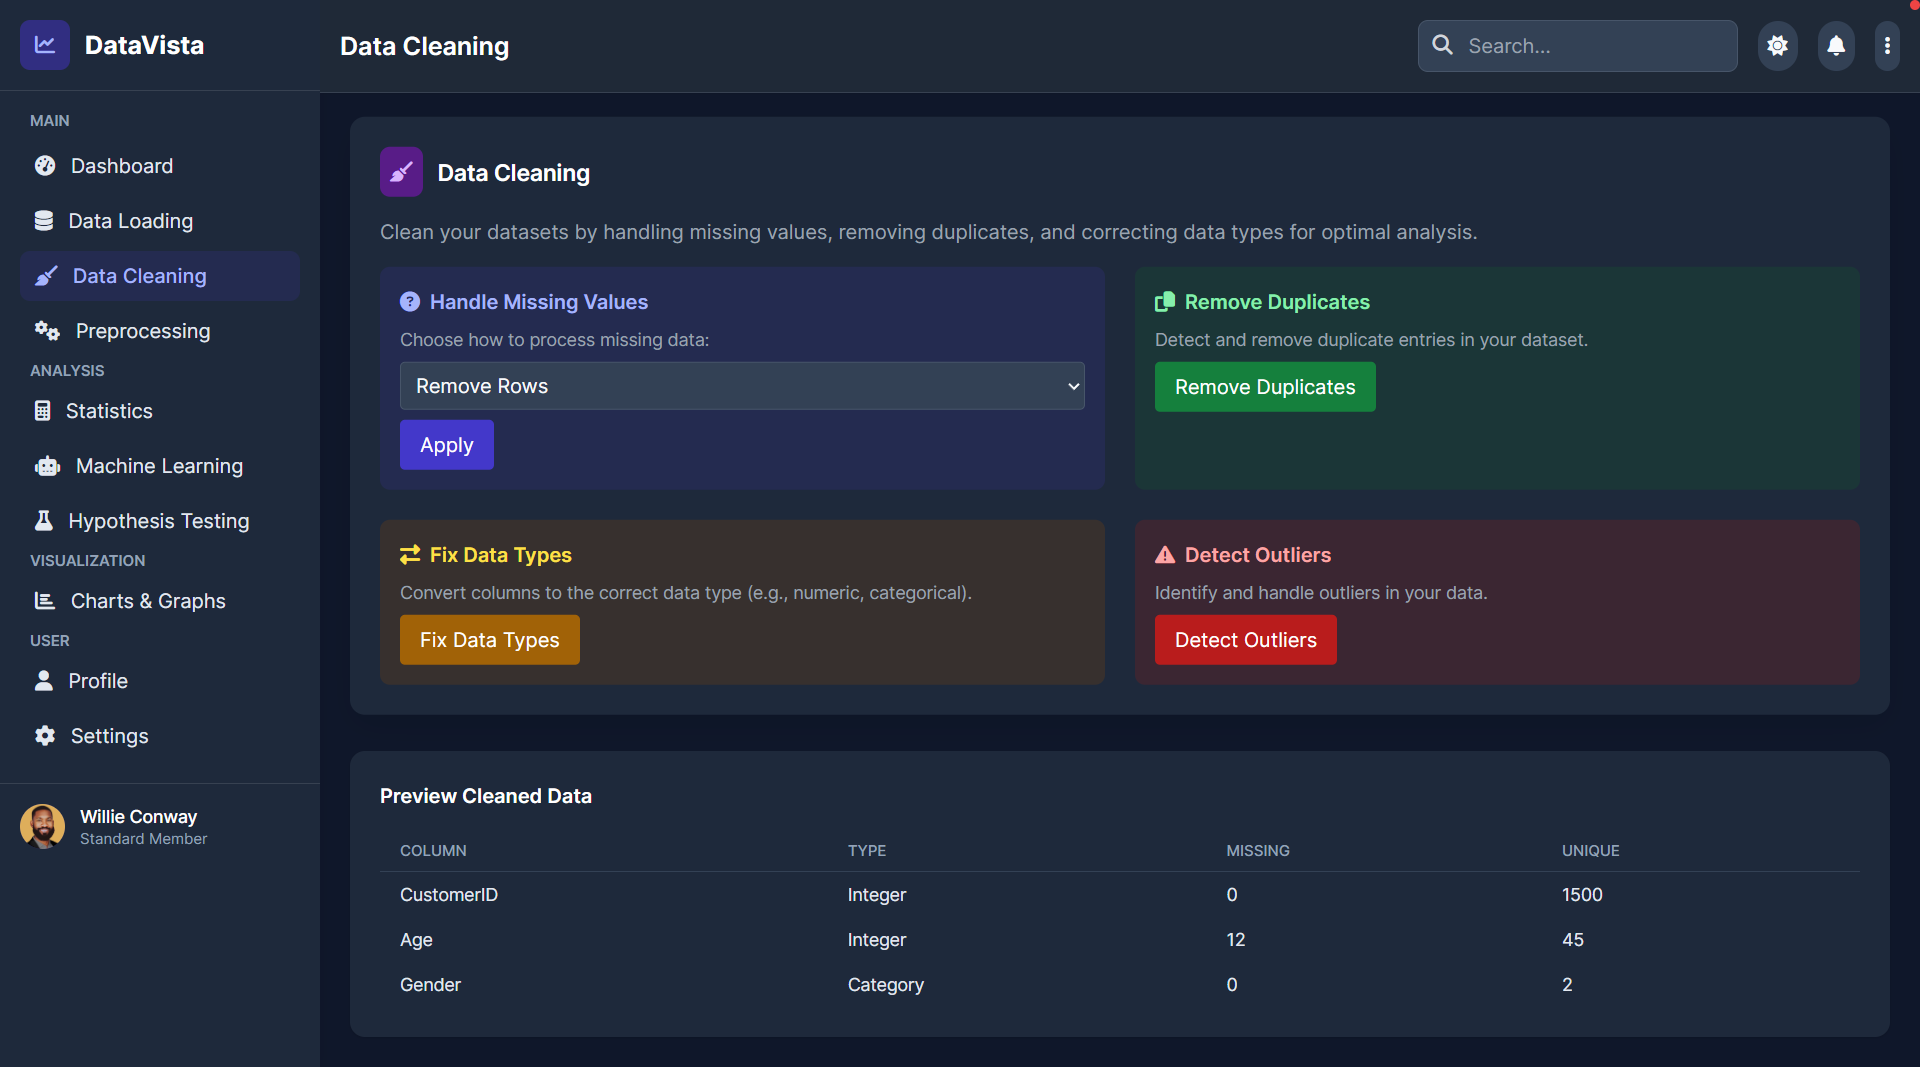 DataVista
Data Cleaning
Search...
MAIN
Dashboard
Data Loading
Data Cleaning
Preprocessing
ANALYSIS
Statistics
Machine Learning
Hypothesis Testing
VISUALIZATION
Charts & Graphs
USER
Profile
Settings
Willie Conway
Standard Member
Data Cleaning
Clean your datasets by handling missing values, removing duplicates, and correcting data types for optimal analysis.
Handle Missing Values
Choose how to process missing data:
Remove Rows
Apply
Remove Duplicates
Detect and remove duplicate entries in your dataset.
Remove Duplicates
Fix Data Types
Convert columns to the correct data type (e.g., numeric, categorical).
Fix Data Types
Detect Outliers
Identify and handle outliers in your data.
Detect Outliers
Preview Cleaned Data
COLUMN TYPE MISSING UNIQUE
CustomerID Integer 0 1500
Age Integer 12 45
Gender Category 0 2